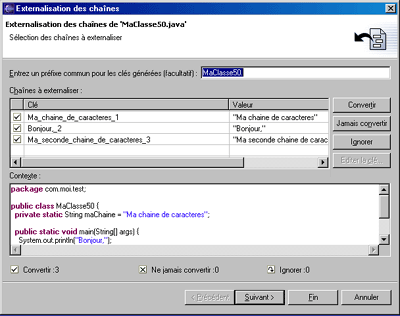 Externalisation des chaînes
Externalisation des chaînes de 'MaClasse50.java'
Sélection des chaînes à externaliser
Entrez un préfixe commun pour les clés générées (facultatif) : MaClasse50.
Chaînes à externaliser :
Clé Valeur
Ma_chaine_de_caracteres_1 "Ma chaine de caracteres"
Bonjour,_2 "Bonjour,"
Ma_seconde_chaine_de_caracteres_3 "Ma seconde chaine de carac
Convertir
Jamais convertir
Ignorer
Editer la clé...
Contexte :
package com.moi.test;
public class MaClasse50 {
private static String maChaine = "Ma chaine de caracteres";
public static void main(String[] args) {
System.out.println("Bonjour,");
Convertir :3 Ne jamais convertir :0 Ignorer :0
< Précédent Suivant > Fin Annuler